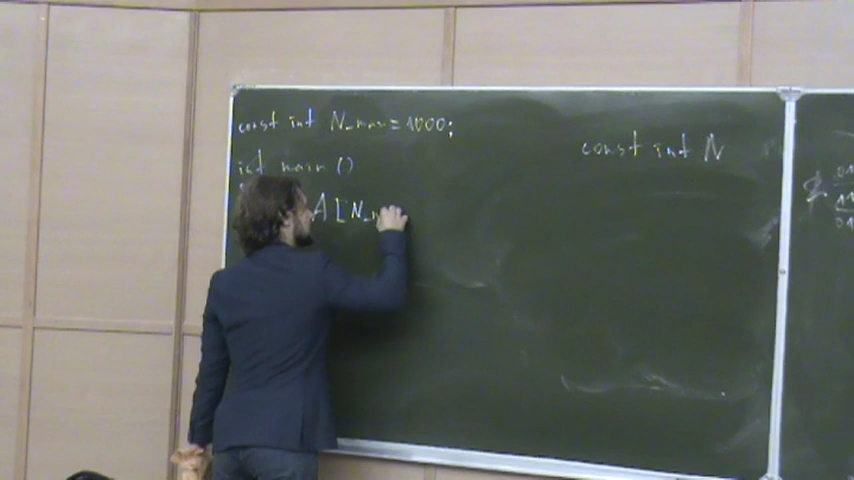 const int N_max = 1000;
int main ()
A [N_m
const int N